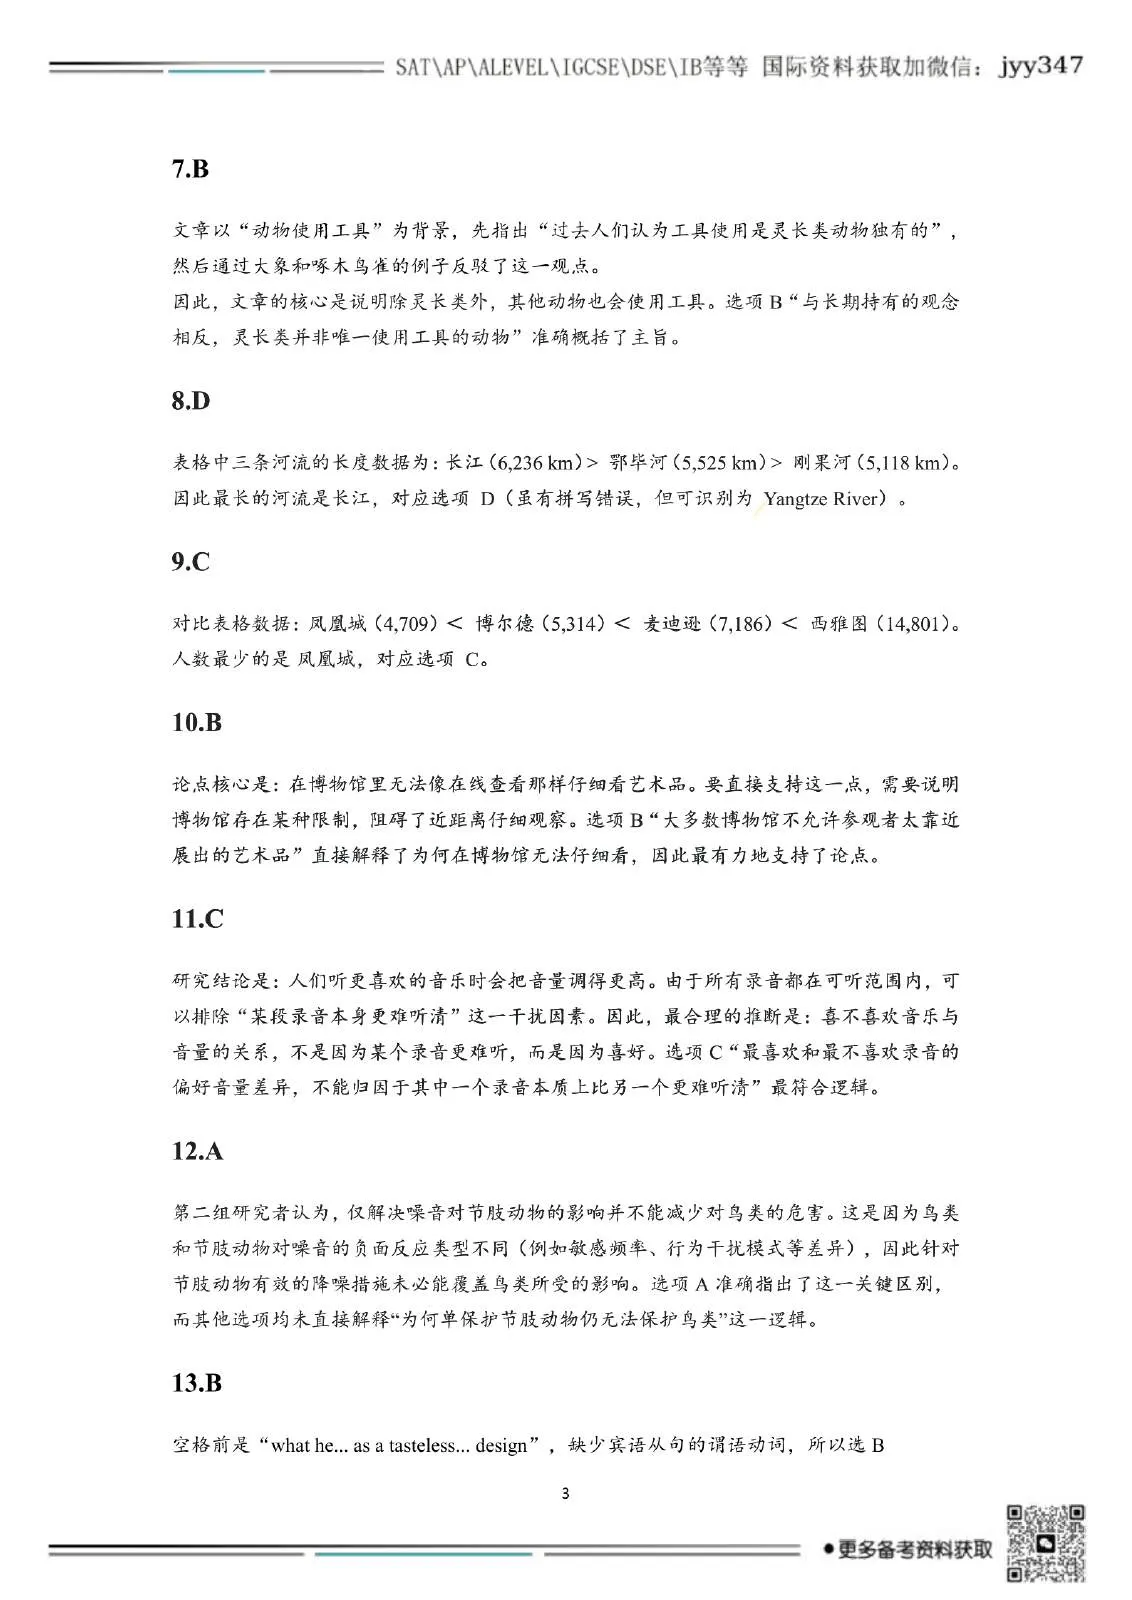 SAT\AP\ALEVEL\IGCSE\DSE\IB等等 国际资料获取加微信：jyy347
7.B
文章以“动物使用工具”为背景，先指出“过去人们认为工具使用是灵长类动物独有的”，
然后通过大象和啄木鸟雀的例子反驳了这一观点。
因此，文章的核心是说明除灵长类外，其他动物也会使用工具。选项 B“与长期持有的观念
相反，灵长类并非唯一使用工具的动物”准确概括了主旨。
8.D
表格中三条河流的长度数据为：长江（6,236 km）> 鄂毕河（5,525 km）> 刚果河（5,118 km）。
因此最长的河流是长江，对应选项 D（虽有拼写错误，但可识别为 Yangtze River）。
9.C
对比表格数据：凤凰城（4,709）< 博尔德（5,314）< 麦迪逊（7,186）< 西雅图（14,801）。
人数最少的是 凤凰城，对应选项 C。
10.B
论点核心是：在博物馆里无法像在线查看那样仔细看艺术品。要直接支持这一点，需要说明
博物馆存在某种限制，阻碍了近距离仔细观察。选项 B“大多数博物馆不允许参观者太靠近
展出的艺术品”直接解释了为何在博物馆无法仔细看，因此最有力地支持了论点。
11.C
研究结论是：人们听更喜欢的音乐时会把音量调得更高。由于所有录音都在可听范围内，可
以排除“某段录音本身更难听清”这一干扰因素。因此，最合理的推断是：喜不喜欢音乐与
音量的关系，不是因为某个录音更难听，而是因为喜好。选项 C“最喜欢和最不喜欢录音的
偏好音量差异，不能归因于其中一个录音本质上比另一个更难听清”最符合逻辑。
12.A
第二组研究者认为，仅解决噪音对节肢动物的影响并不能减少对鸟类的危害。这是因为鸟类
和节肢动物对噪音的负面反应类型不同（例如敏感频率、行为干扰模式等差异），因此针对
节肢动物有效的降噪措施未必能覆盖鸟类所受的影响。选项 A 准确指出了这一关键区别，
而其他选项均未直接解释“为何单保护节肢动物仍无法保护鸟类”这一逻辑。
13.B
空格前是“what he... as a tasteless... design”，缺少宾语从句的谓语动词，所以选 B
3
●更多备考资料获取